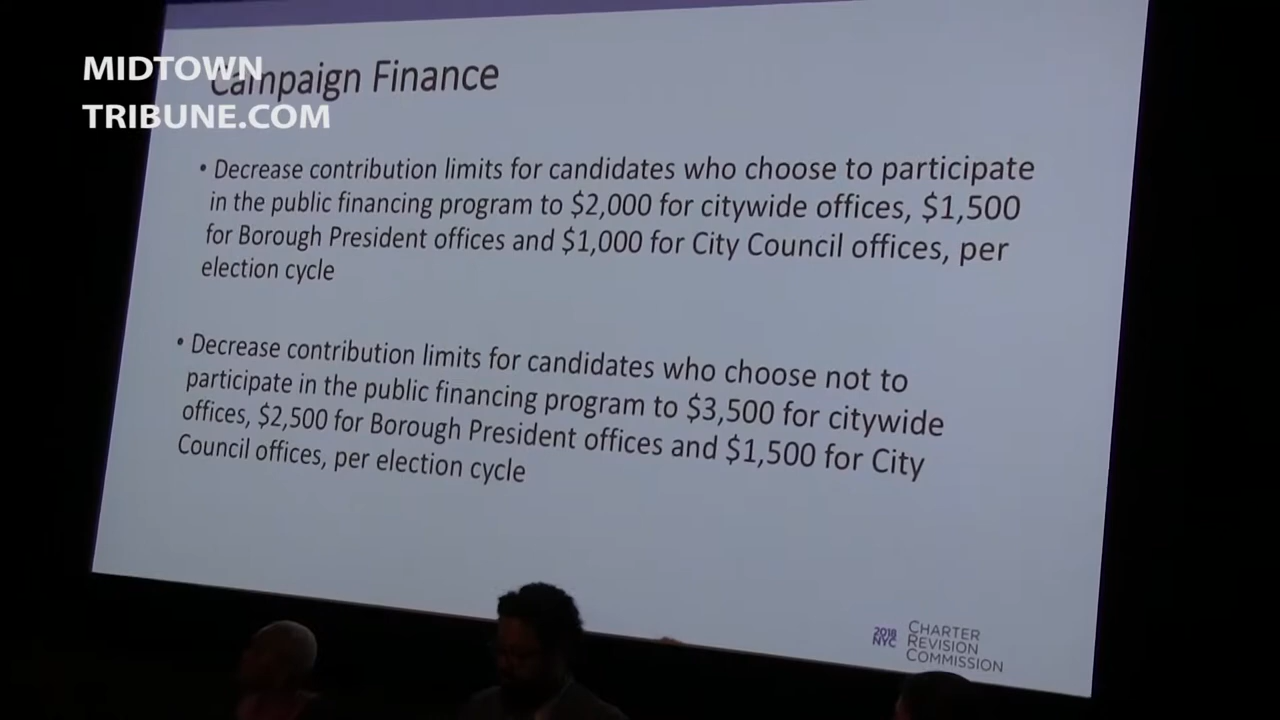 MIDTOWN
TRIBUNE.COM
Campaign Finance
• Decrease contribution limits for candidates who choose to participate
in the public financing program to $2,000 for citywide offices, $1,500
for Borough President offices and $1,000 for City Council offices, per
election cycle
• Decrease contribution limits for candidates who choose not to
participate in the public financing program to $3,500 for citywide
offices, $2,500 for Borough President offices and $1,500 for City
Council offices, per election cycle
2018
NYC
CHARTER
REVISION
COMMISSION